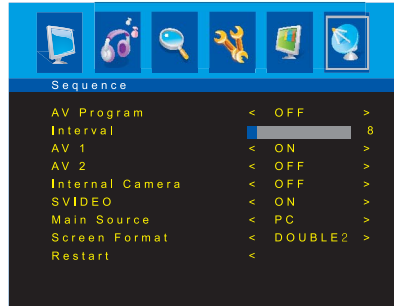 Sequence
AV Program < OFF >
Interval 8
AV 1 < ON >
AV 2 < OFF >
Internal Camera < OFF >
SVIDEO < ON >
Main Source < PC >
Screen Format < DOUBLE2 >
Restart <